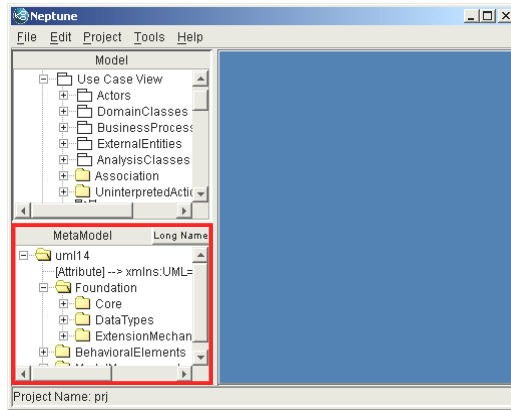 Neptune
File Edit Project Tools Help
Model
Use Case View
Actors
DomainClasses
BusinessProcess
ExternalEntities
AnalysisClasses
Association
UninterpretedActi
MetaModel Long Name
uml14
[Attribute] --> xmlns:UML=
Foundation
Core
DataTypes
ExtensionMechan
BehavioralElements
Project Name: prj